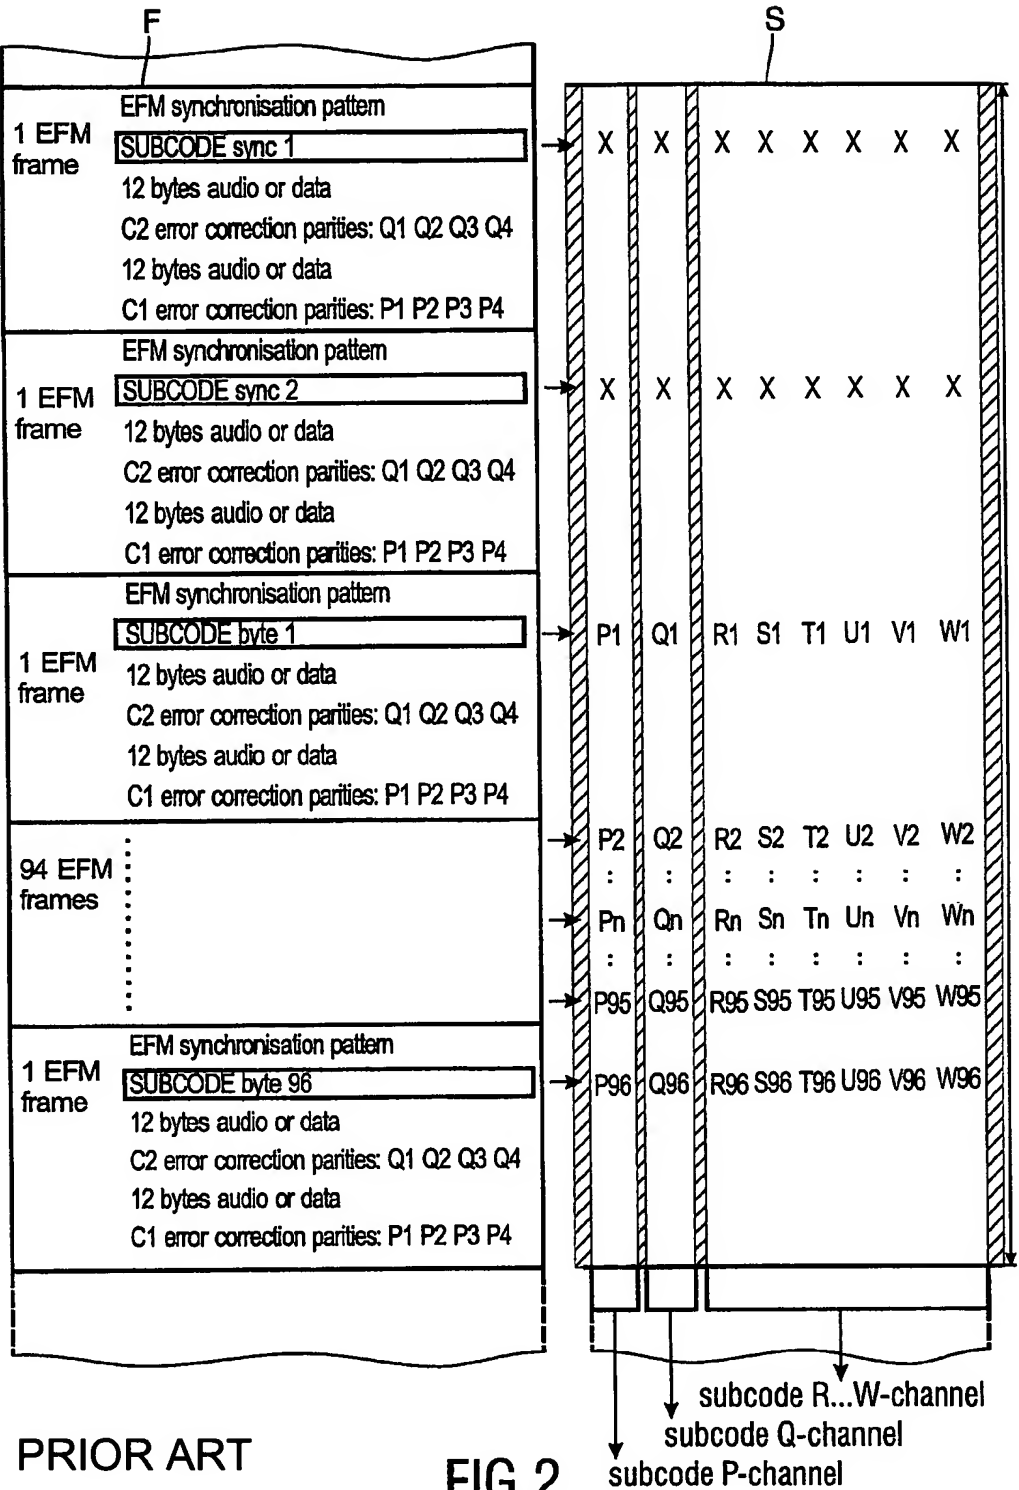 F
S
1 EFM frame
EFM synchronisation pattern
SUBCODE sync 1
12 bytes audio or data
C2 error correction parities: Q1 Q2 Q3 Q4
12 bytes audio or data
C1 error correction parities: P1 P2 P3 P4
X X X X X X X X
1 EFM frame
EFM synchronisation pattern
SUBCODE sync 2
12 bytes audio or data
C2 error correction parities: Q1 Q2 Q3 Q4
12 bytes audio or data
C1 error correction parities: P1 P2 P3 P4
X X X X X X X X
1 EFM frame
EFM synchronisation pattern
SUBCODE byte 1
12 bytes audio or data
C2 error correction parities: Q1 Q2 Q3 Q4
12 bytes audio or data
C1 error correction parities: P1 P2 P3 P4
P1 Q1 R1 S1 T1 U1 V1 W1
94 EFM frames
P2 Q2 R2 S2 T2 U2 V2 W2
: : : : : : : :
Pn Qn Rn Sn Tn Un Vn Wn
: : : : : : : :
P95 Q95 R95 S95 T95 U95 V95 W95
1 EFM frame
EFM synchronisation pattern
SUBCODE byte 96
12 bytes audio or data
C2 error correction parities: Q1 Q2 Q3 Q4
12 bytes audio or data
C1 error correction parities: P1 P2 P3 P4
P96 Q96 R96 S96 T96 U96 V96 W96
subcode R...W-channel
subcode Q-channel
subcode P-channel
PRIOR ART
FIG. 2